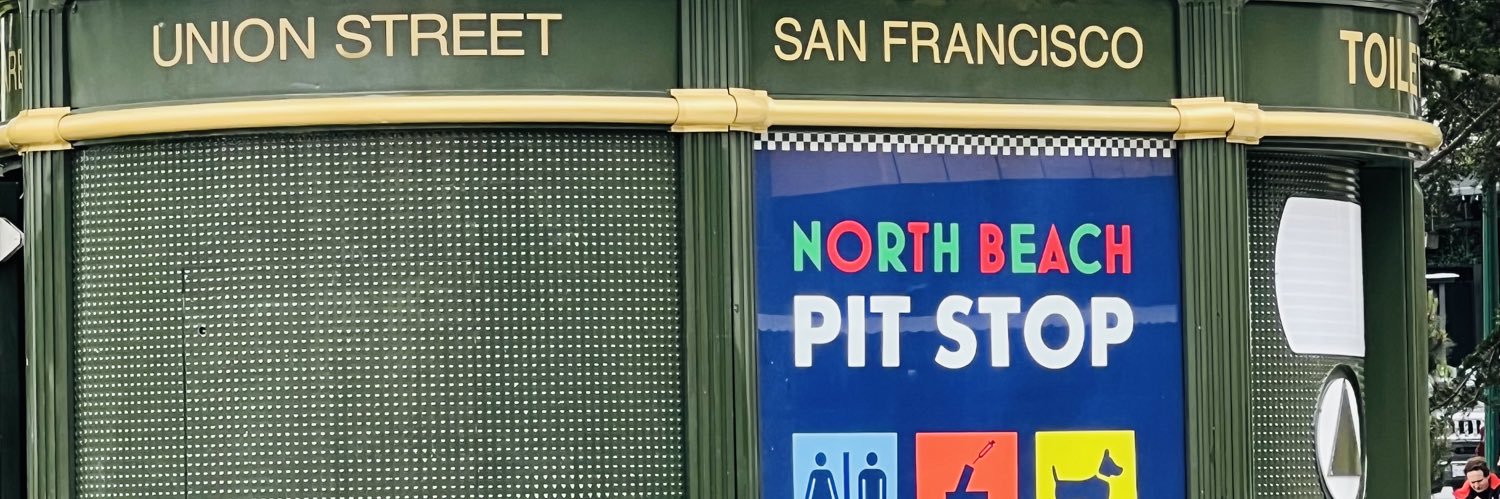 UNION STREET
SAN FRANCISCO
NORTH BEACH
PIT STOP